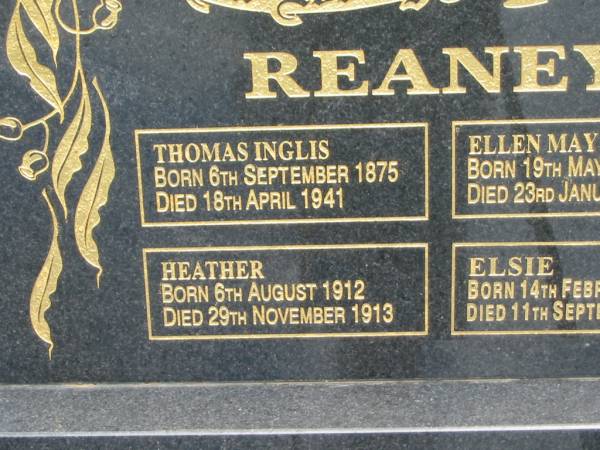 REANEY
THOMAS INGLIS
BORN 6TH SEPTEMBER 1875
DIED 18TH APRIL 1941
ELLEN MAY
BORN 19TH MAY
DIED 23RD JANU
HEATHER
BORN 6TH AUGUST 1912
DIED 29TH NOVEMBER 1913
ELSIE
BORN 14TH FEBR
DIED 11TH SEPTE